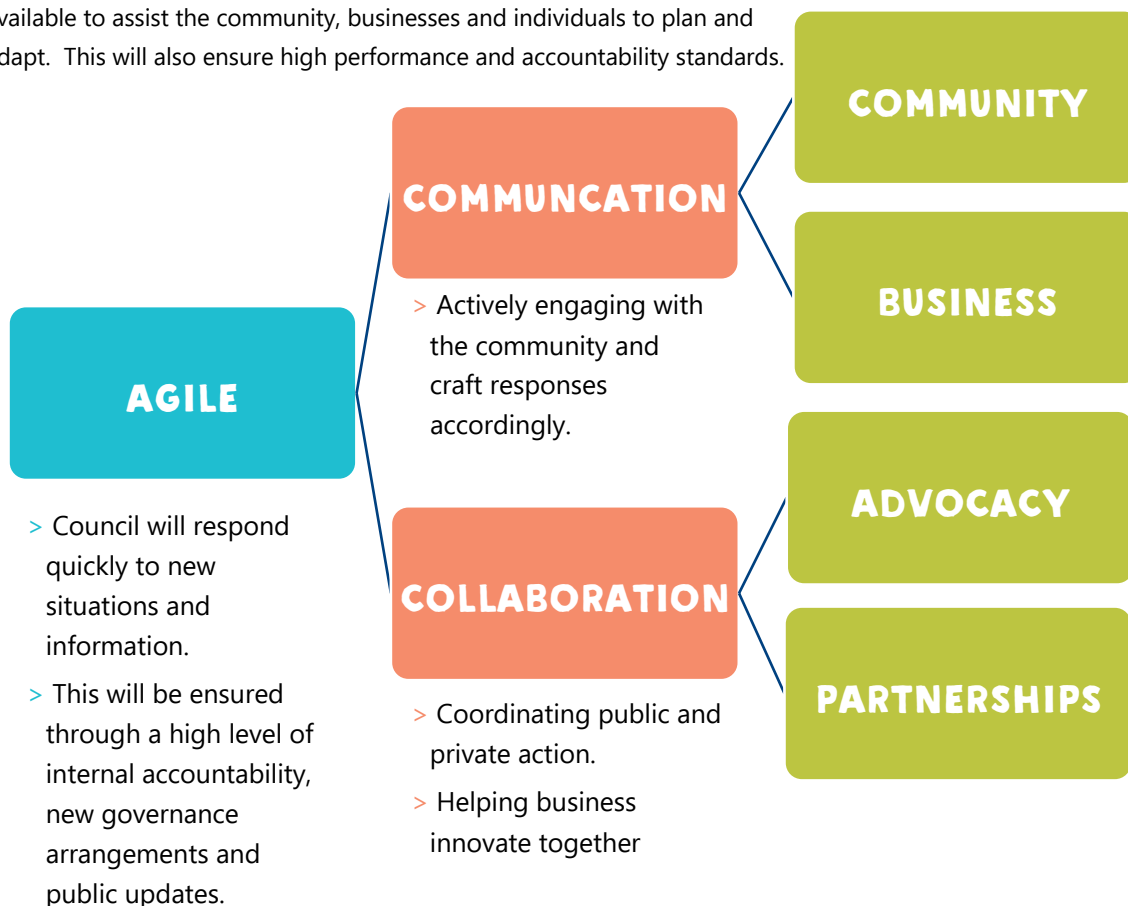 vailable to assist the community, businesses and individuals to plan and
dapt. This will also ensure high performance and accountability standards.
AGILE
> Council will respond
quickly to new
situations and
information.
> This will be ensured
through a high level of
internal accountability,
new governance
arrangements and
public updates.
COMMUNCATION
> Actively engaging with
the community and
craft responses
accordingly.
COLLABORATION
> Coordinating public and
private action.
> Helping business
innovate together
COMMUNITY
BUSINESS
ADVOCACY
PARTNERSHIPS